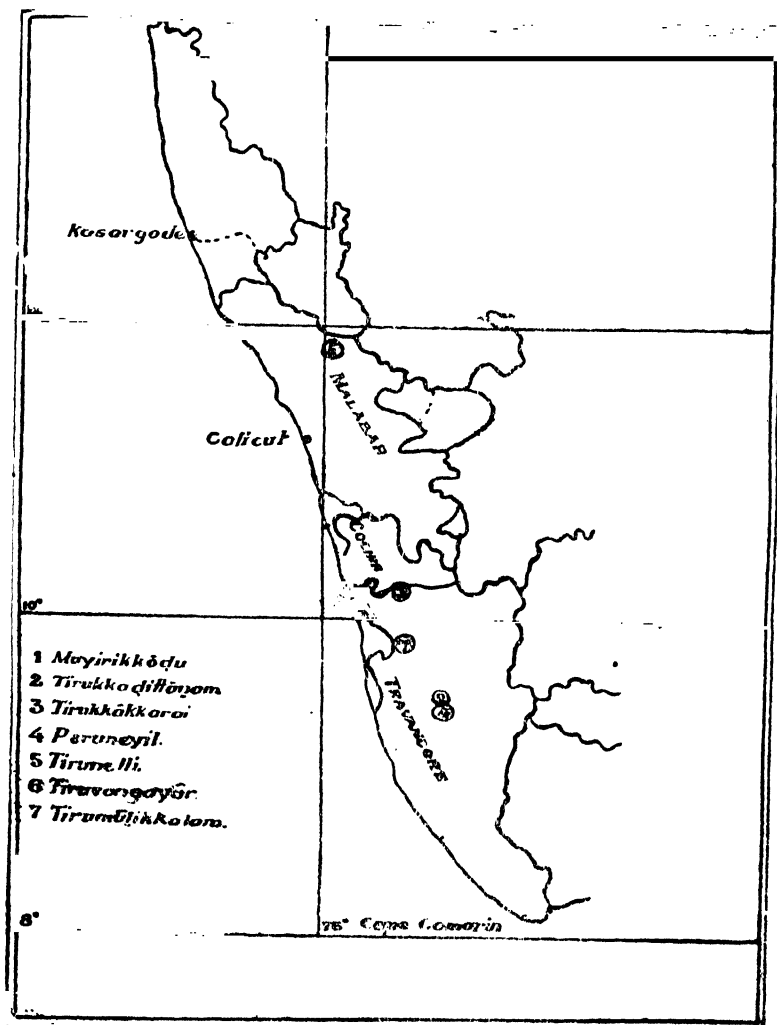 Kasargode
MALABAR
Calicut
COCHIN
10°
1 Mayirikkōdu
2 Tirukkadittānam
3 Tirukkākkarai
4 Peruneyil.
5 Tirunelli.
6 Tiruvangayūr.
7 Tirumūlikkalam.
TRAVANCORE
8°
76° Cape Comorin